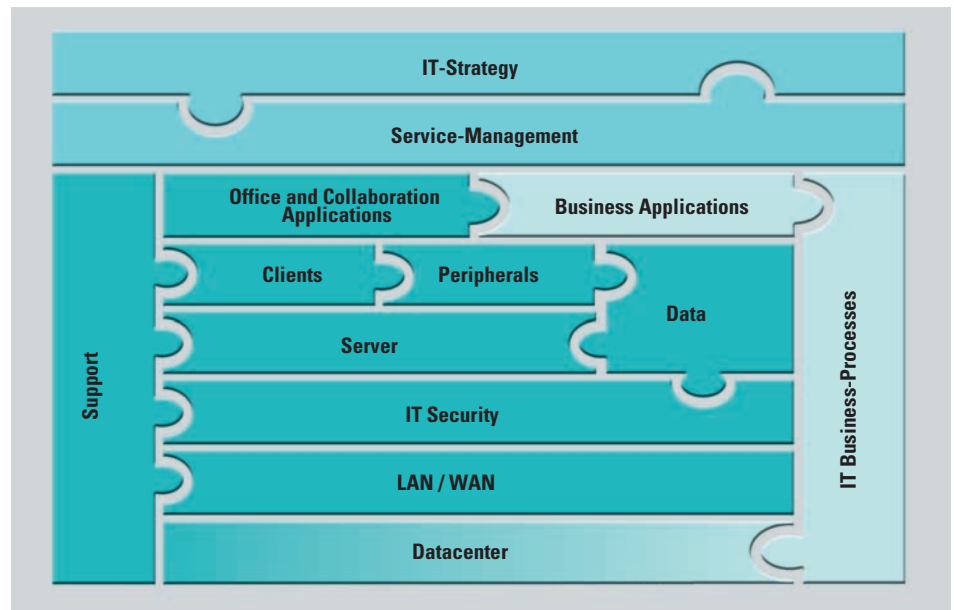 IT-Strategy
Service-Management
Office and Collaboration
Applications
Business Applications
Clients
Peripherals
Data
Server
Support
IT Security
IT Business-Processes
LAN / WAN
Datacenter